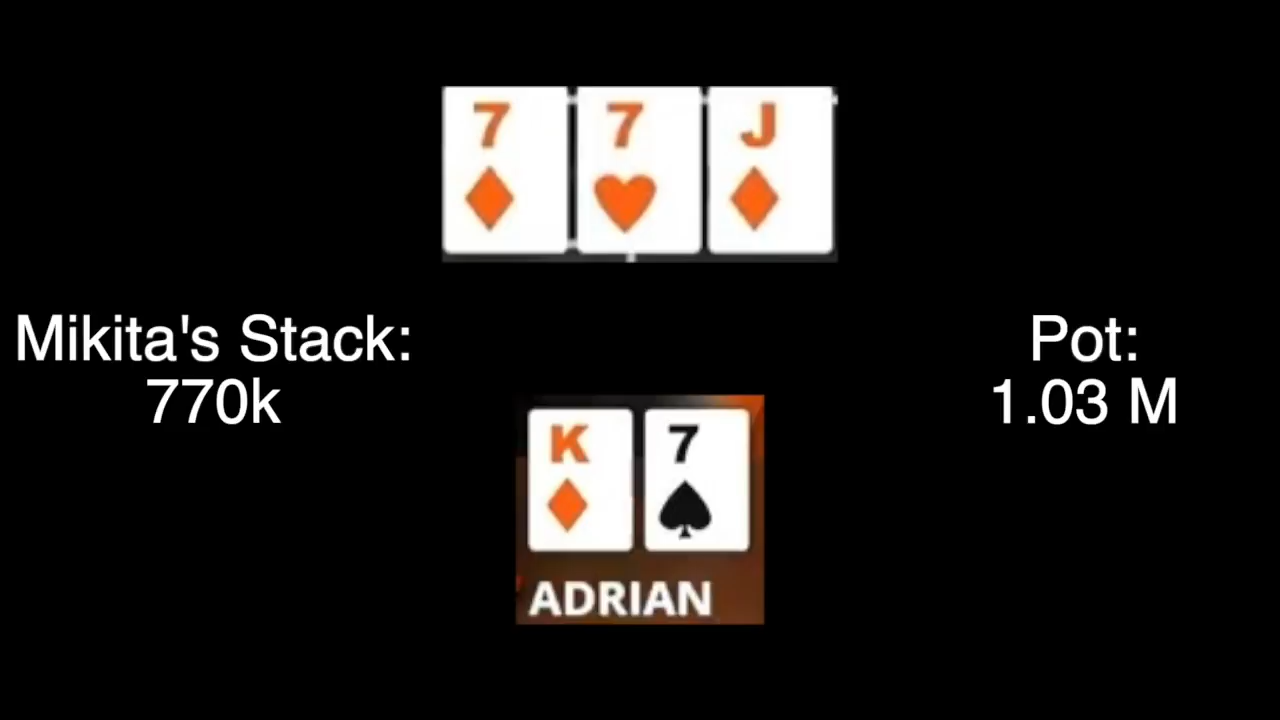 7 7 J
Mikita's Stack:
770k
Pot:
1.03 M
K 7
ADRIAN